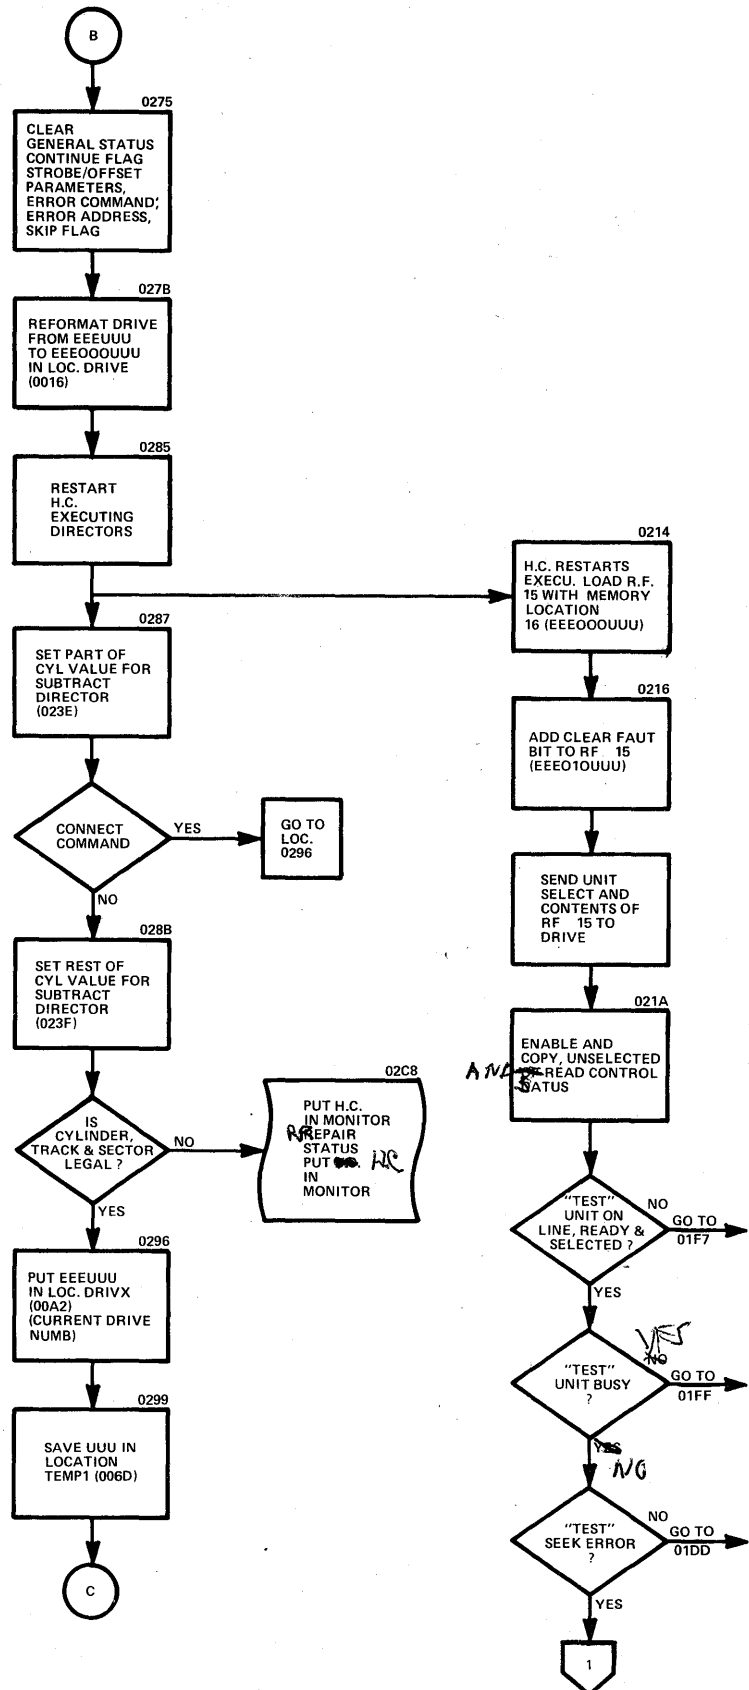 B
0275
CLEAR
GENERAL STATUS
CONTINUE FLAG
STROBE/OFFSET
PARAMETERS,
ERROR COMMAND,
ERROR ADDRESS,
SKIP FLAG
027B
REFORMAT DRIVE
FROM EEEUUU
TO EEEOOOUUU
IN LOC. DRIVE
(0016)
0285
RESTART
H.C.
EXECUTING
DIRECTORS
0287
SET PART OF
CYL VALUE FOR
SUBTRACT
DIRECTOR
(023E)
CONNECT
COMMAND
YES
GO TO
LOC.
0296
NO
028B
SET REST OF
CYL VALUE FOR
SUBTRACT
DIRECTOR
(023F)
IS
CYLINDER,
TRACK & SECTOR
LEGAL ?
NO
02C8
PUT H.C.
IN MONITOR
REPAIR
STATUS
PUT H.C
IN
MONITOR
YES
0296
PUT EEEUUU
IN LOC. DRIVX
(00A2)
(CURRENT DRIVE
NUMB)
0299
SAVE UUU IN
LOCATION
TEMP1 (006D)
C
0214
H.C. RESTARTS
EXECU. LOAD R.F.
15 WITH MEMORY
LOCATION
16 (EEEOOOUUU)
0216
ADD CLEAR FAUT
BIT TO RF 15
(EEEO1OUUU)
SEND UNIT
SELECT AND
CONTENTS OF
RF 15 TO
DRIVE
021A
ENABLE AND
COPY, UNSELECTED
AND READ CONTROL
SATUS
"TEST"
UNIT ON
LINE, READY &
SELECTED ?
NO
GO TO
01F7
YES
"TEST"
UNIT BUSY
?
YES
NO
GO TO
01FF
YES
NO
"TEST"
SEEK ERROR
?
NO
GO TO
01DD
YES
1